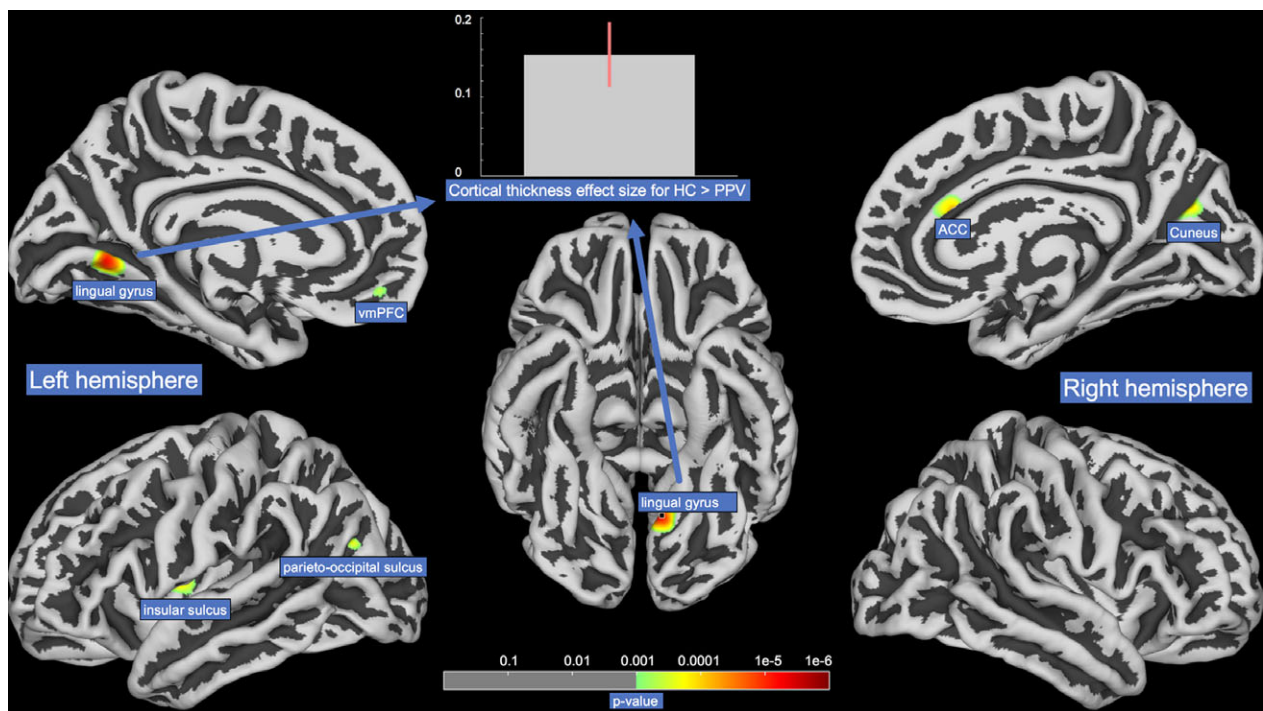 0.2
0.1
0
Cortical thickness effect size for HC > PPV
lingual gyrus
vmPFC
ACC
Cuneus
Left hemisphere
Right hemisphere
lingual gyrus
parieto-occipital sulcus
insular sulcus
0.1 0.01 0.001 0.0001 1e-5 1e-6
p-value